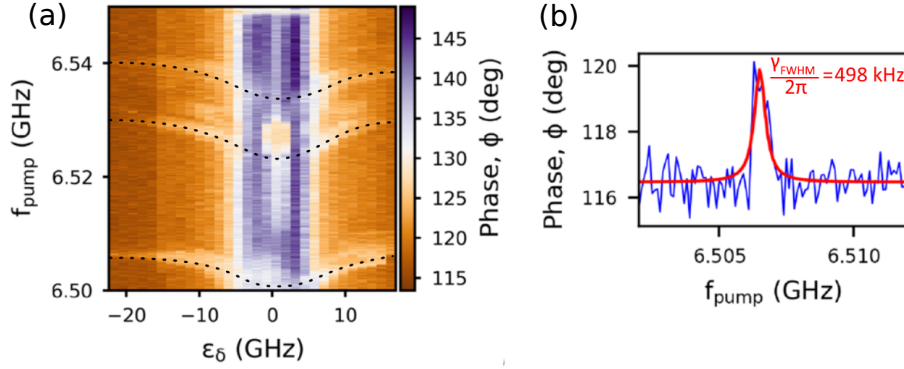 (a)
6.54
6.52
6.50
f_pump (GHz)
−20
−10
0
10
ε_δ (GHz)
145
140
135
130
125
120
115
Phase, ϕ (deg)
(b)
120
118
116
Phase, ϕ (deg)
γ_FWHM
2π
=498 kHz
6.505
6.510
f_pump (GHz)